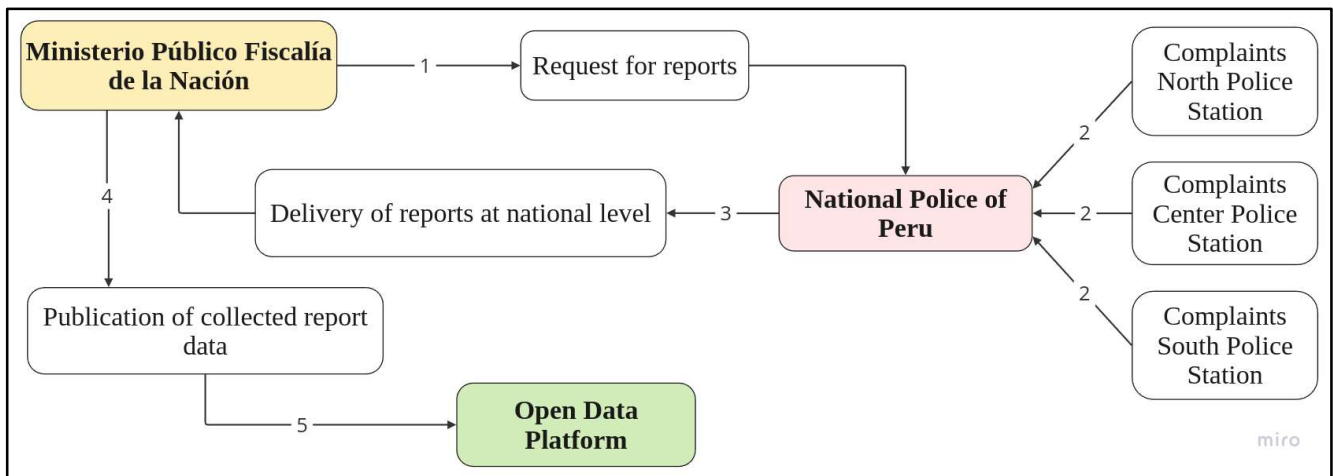 Ministerio Público Fiscalía
de la Nación
1
Request for reports
Complaints
North Police
Station
2
4
Delivery of reports at national level
3
National Police of
Peru
2
Complaints
Center Police
Station
2
Publication of collected report
data
Complaints
South Police
Station
5
Open Data
Platform
miro